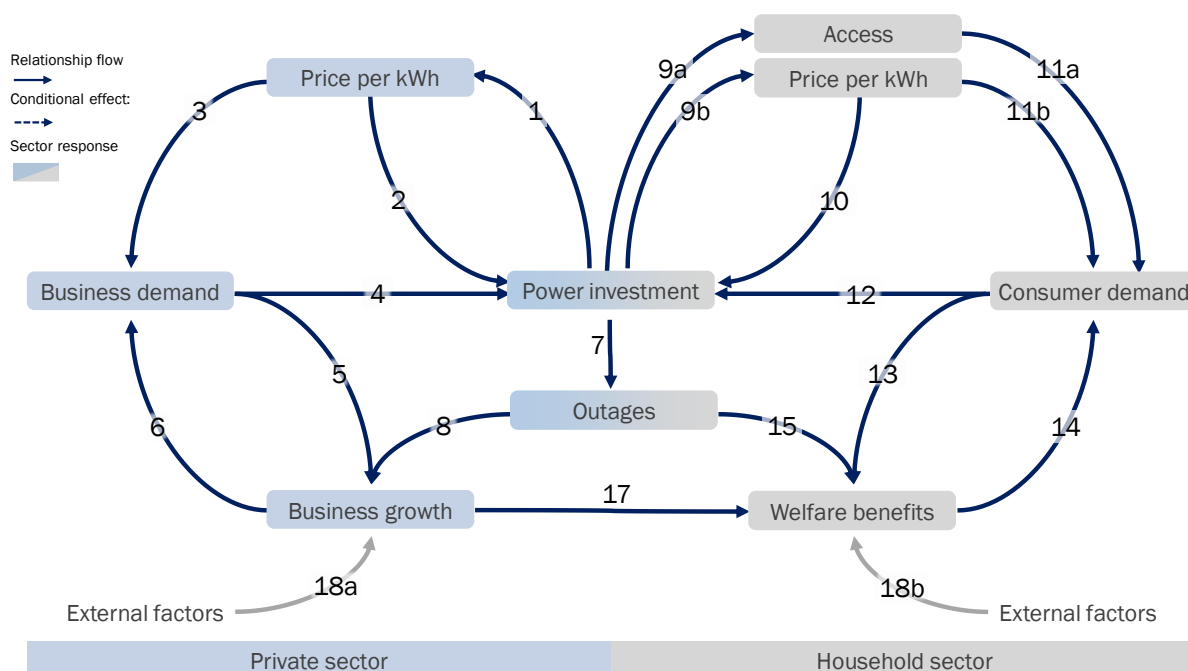 Access
Relationship flow
Price per kWh
Price per kWh
9a
11a
Conditional effect:
3
1
9b
11b
Sector response
2
10
Business demand
4
Power investment
12
Consumer demand
7
5
13
Outages
6
8
15
14
Business growth
17
Welfare benefits
18a
18b
External factors
External factors
Private sector
Household sector